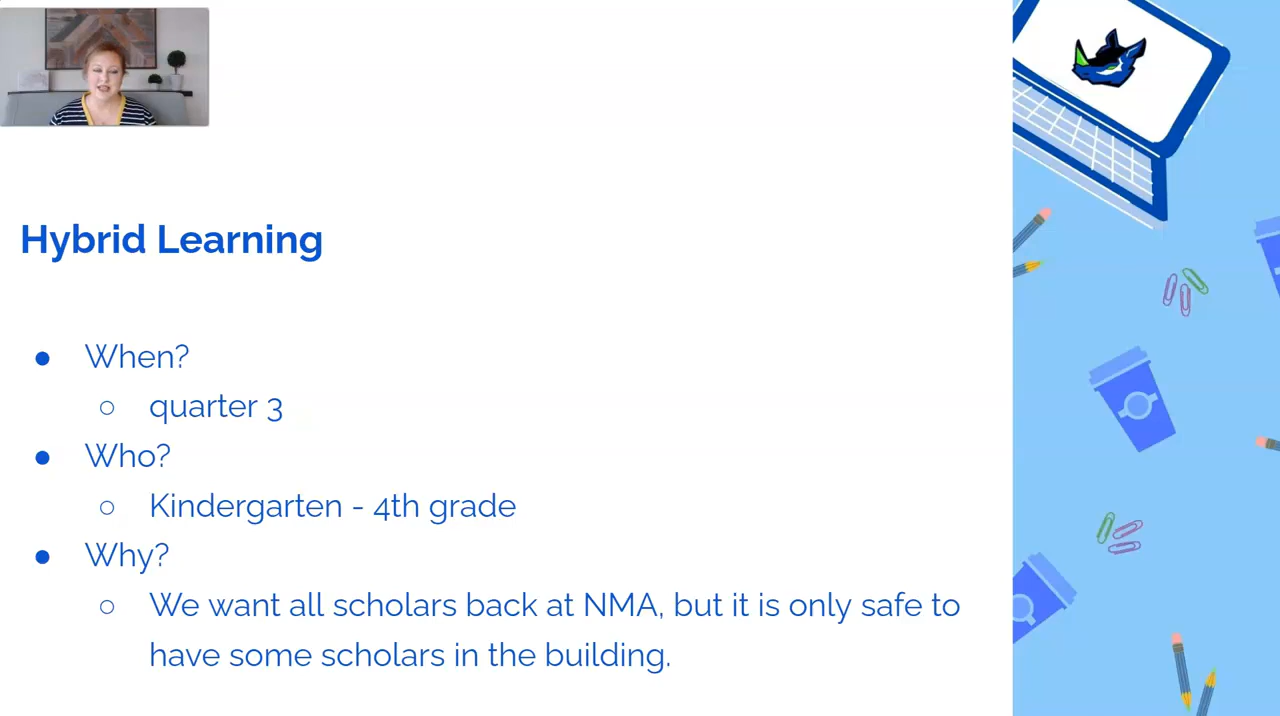 Hybrid Learning
● When?
○ quarter 3
● Who?
○ Kindergarten - 4th grade
● Why?
○ We want all scholars back at NMA, but it is only safe to
have some scholars in the building.